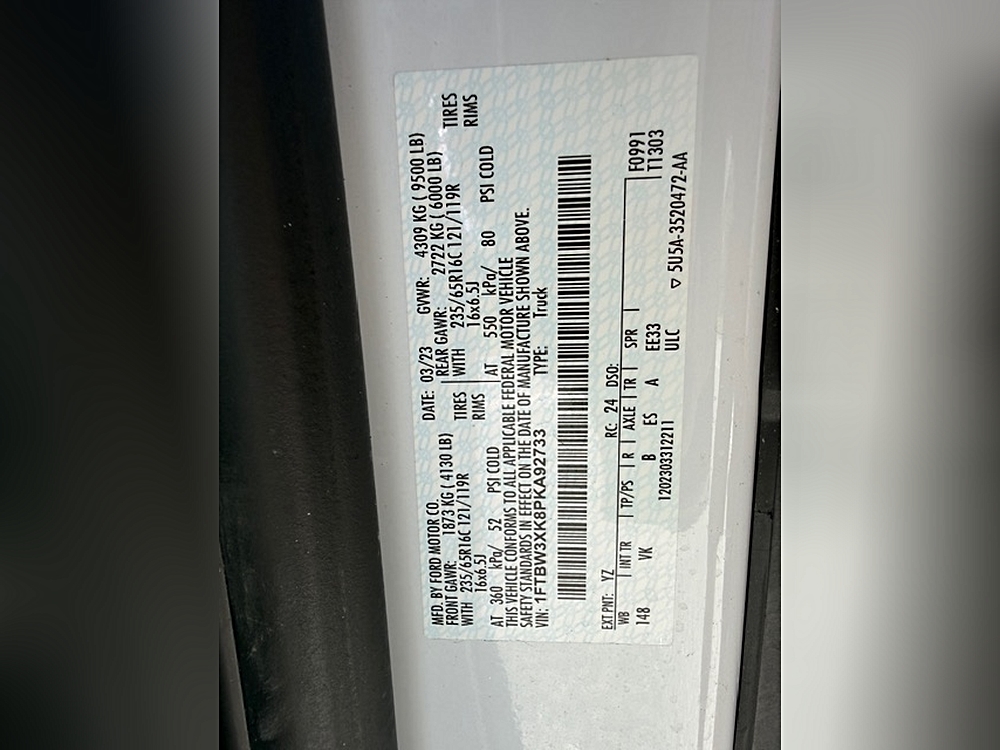 MFD. BY FORD MOTOR CO. DATE: 03/23 GVWR: 4309 KG ( 9500 LB)
FRONT GAWR: 1873 KG ( 4130 LB) REAR GAWR: 2722 KG ( 6000 LB)
WITH 235/65R16C 121/119R TIRES WITH 235/65R16C 121/119R TIRES
16x6.5J RIMS 16x6.5J RIMS
AT 360 kPa/ 52 PSI COLD AT 550 kPa/ 80 PSI COLD
THIS VEHICLE CONFORMS TO ALL APPLICABLE FEDERAL MOTOR VEHICLE
SAFETY STANDARDS IN EFFECT ON THE DATE OF MANUFACTURE SHOWN ABOVE.
VIN: 1FTBW3XK8PKA92733 TYPE: Truck
EXT PNT: YZ RC: 24 DSO: F0991
WB INT TR TP/PS R AXLE TR SPR T1303
148 VK B ES A EE33
1202303312211 ULC
▽ 5U5A-3520472-AA